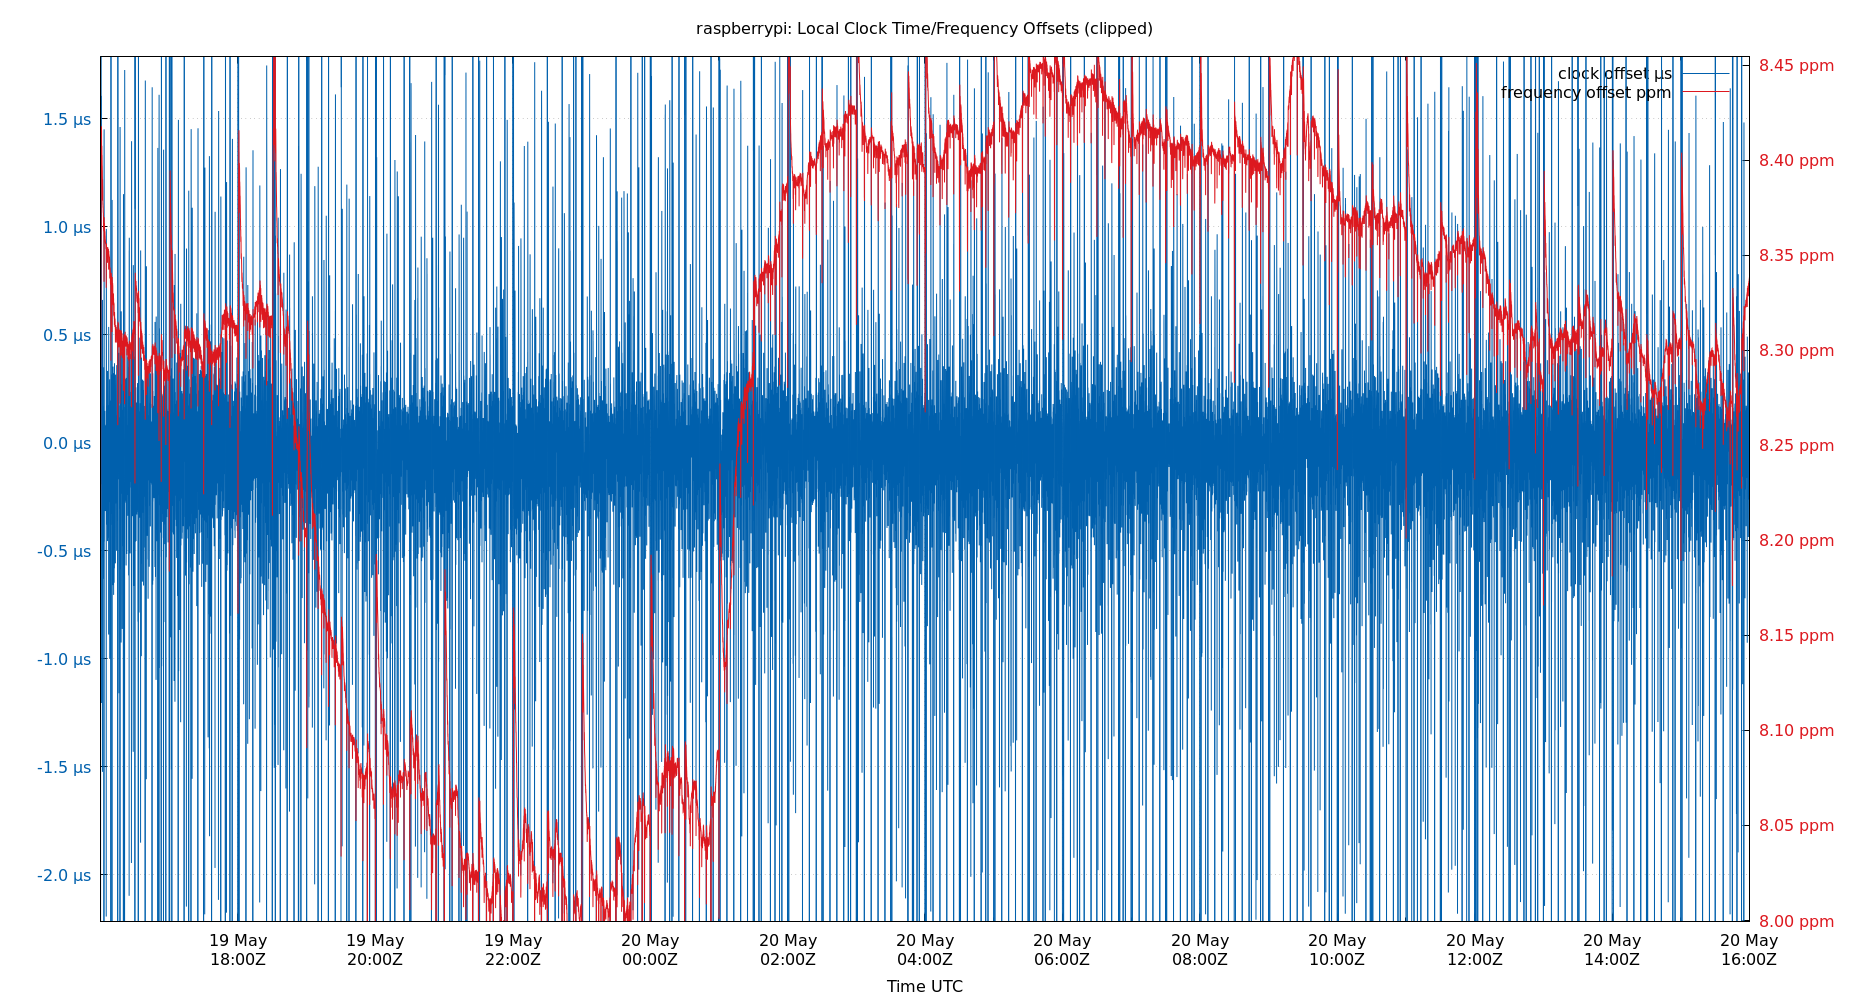 raspberrypi: Local Clock Time/Frequency Offsets (clipped)
clock offset µs
frequency offset ppm
1.5 µs
1.0 µs
0.5 µs
0.0 µs
-0.5 µs
-1.0 µs
-1.5 µs
-2.0 µs
8.45 ppm
8.40 ppm
8.35 ppm
8.30 ppm
8.25 ppm
8.20 ppm
8.15 ppm
8.10 ppm
8.05 ppm
8.00 ppm
19 May
18:00Z
19 May
20:00Z
19 May
22:00Z
20 May
00:00Z
20 May
02:00Z
20 May
04:00Z
20 May
06:00Z
20 May
08:00Z
20 May
10:00Z
20 May
12:00Z
20 May
14:00Z
20 May
16:00Z
Time UTC